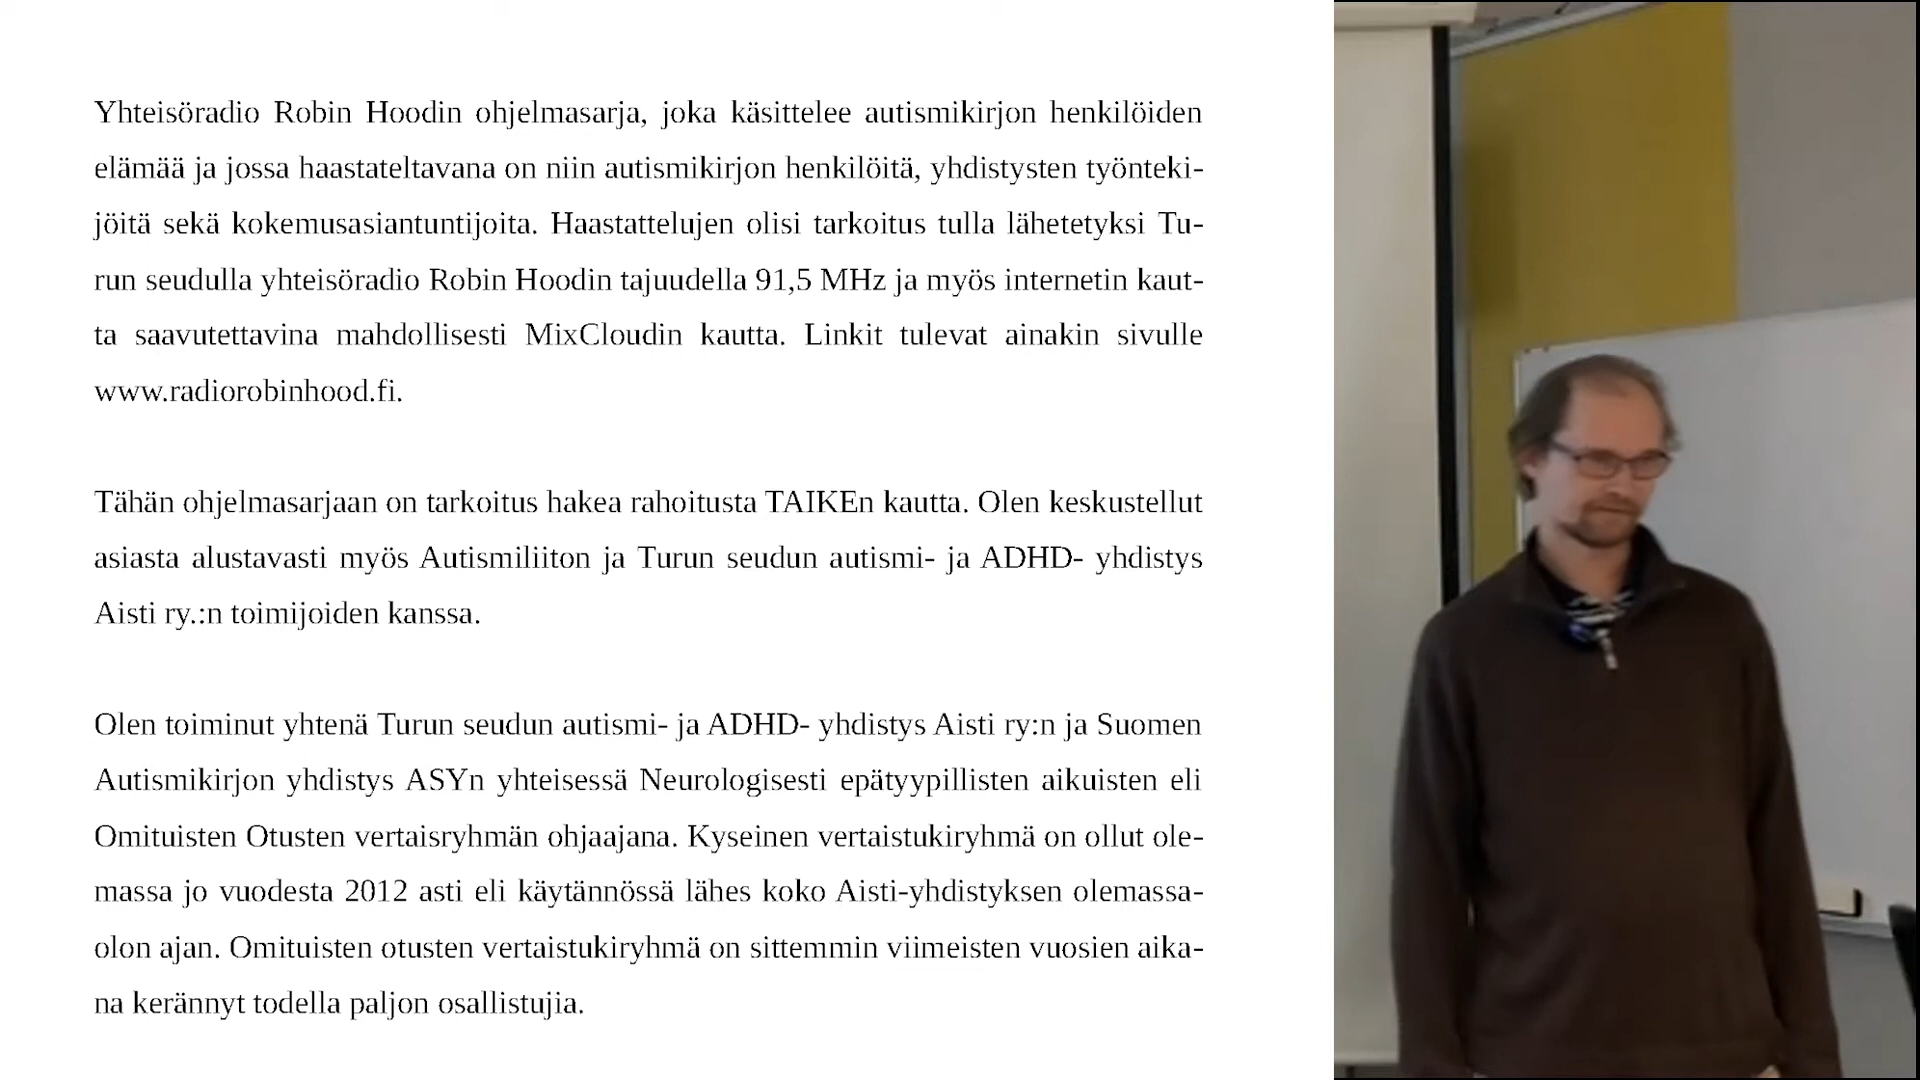 Yhteisöradio Robin Hoodin ohjelmasarja, joka käsittelee autismikirjon henkilöiden
elämää ja jossa haastateltavana on niin autismikirjon henkilöitä, yhdistysten työnteki-
jöitä sekä kokemusasiantuntijoita. Haastattelujen olisi tarkoitus tulla lähetetyksi Tu-
run seudulla yhteisöradio Robin Hoodin tajuudella 91,5 MHz ja myös internetin kaut-
ta saavutettavina mahdollisesti MixCloudin kautta. Linkit tulevat ainakin sivulle
www.radiorobinhood.fi.
Tähän ohjelmasarjaan on tarkoitus hakea rahoitusta TAIKEn kautta. Olen keskustellut
asiasta alustavasti myös Autismiliiton ja Turun seudun autismi- ja ADHD- yhdistys
Aisti ry.:n toimijoiden kanssa.
Olen toiminut yhtenä Turun seudun autismi- ja ADHD- yhdistys Aisti ry:n ja Suomen
Autismikirjon yhdistys ASYn yhteisessä Neurologisesti epätyypillisten aikuisten eli
Omituisten Otusten vertaisryhmän ohjaajana. Kyseinen vertaistukiryhmä on ollut ole-
massa jo vuodesta 2012 asti eli käytännössä lähes koko Aisti-yhdistyksen olemassa-
olon ajan. Omituisten otusten vertaistukiryhmä on sittemmin viimeisten vuosien aika-
na kerännyt todella paljon osallistujia.